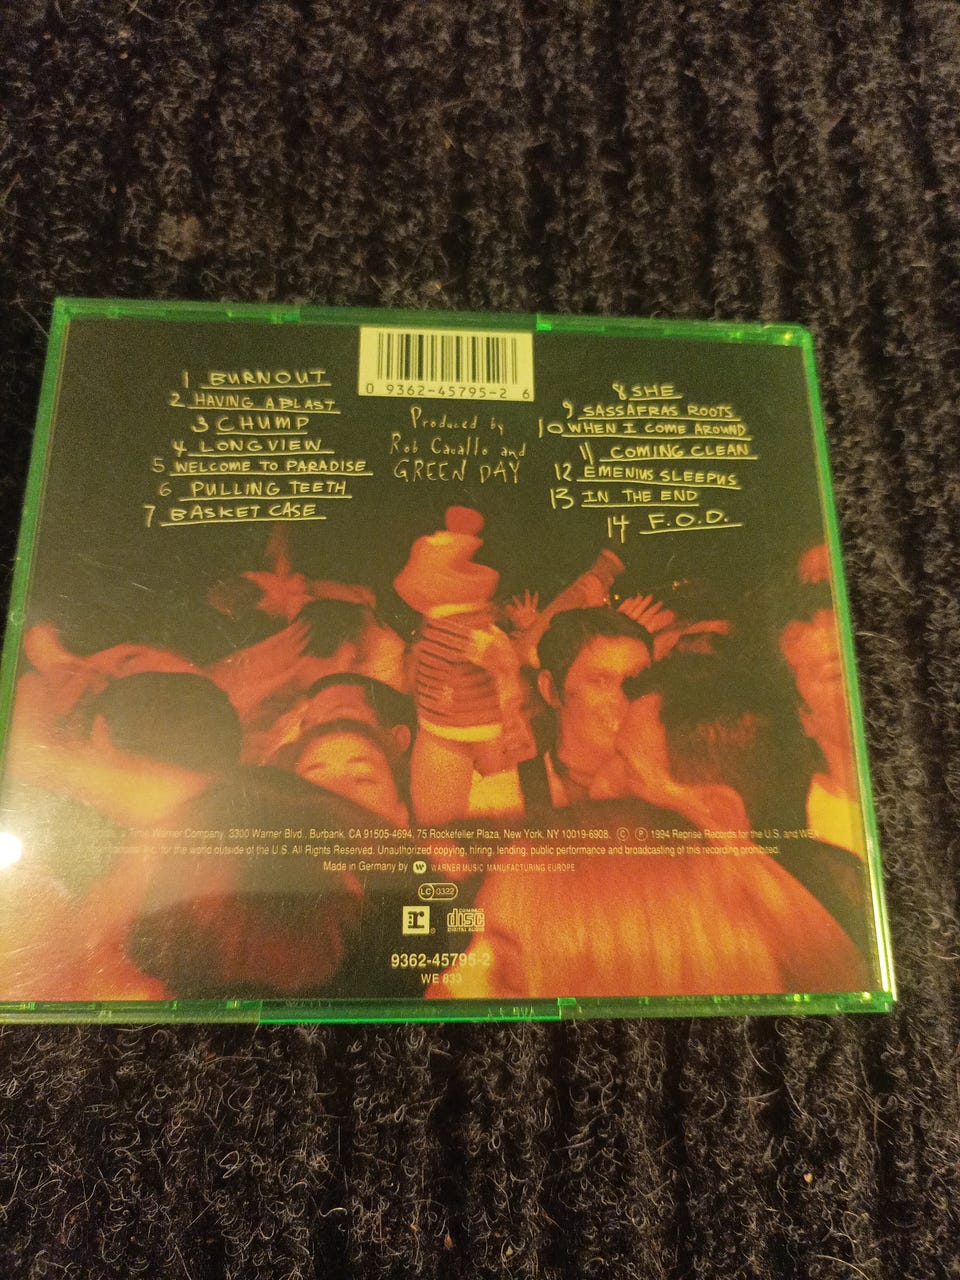 0 9362-45795-2 6
1 BURNOUT
2 HAVING A BLAST
3 CHUMP
4 LONGVIEW
5 WELCOME TO PARADISE
6 PULLING TEETH
7 BASKET CASE
Produced by
Rob Cavallo and
GREEN DAY
8 SHE
9 SASSAFRAS ROOTS
10 WHEN I COME AROUND
11 COMING CLEAN
12 EMENIUS SLEEPUS
13 IN THE END
14 F.O.D.
a Time Warner Company. 3300 Warner Blvd., Burbank, CA 91505-4694, 75 Rockefeller Plaza, New York, NY 10019-6908. © ℗ 1994 Reprise Records for the U.S. and WEA
Inc. for the world outside of the U.S. All Rights Reserved. Unauthorized copying, hiring, lending, public performance and broadcasting of this recording prohibited.
Made in Germany by W WARNER MUSIC MANUFACTURING EUROPE
LC 0322
r ® COMPACT disc DIGITAL AUDIO
9362-45795-2
WE 833